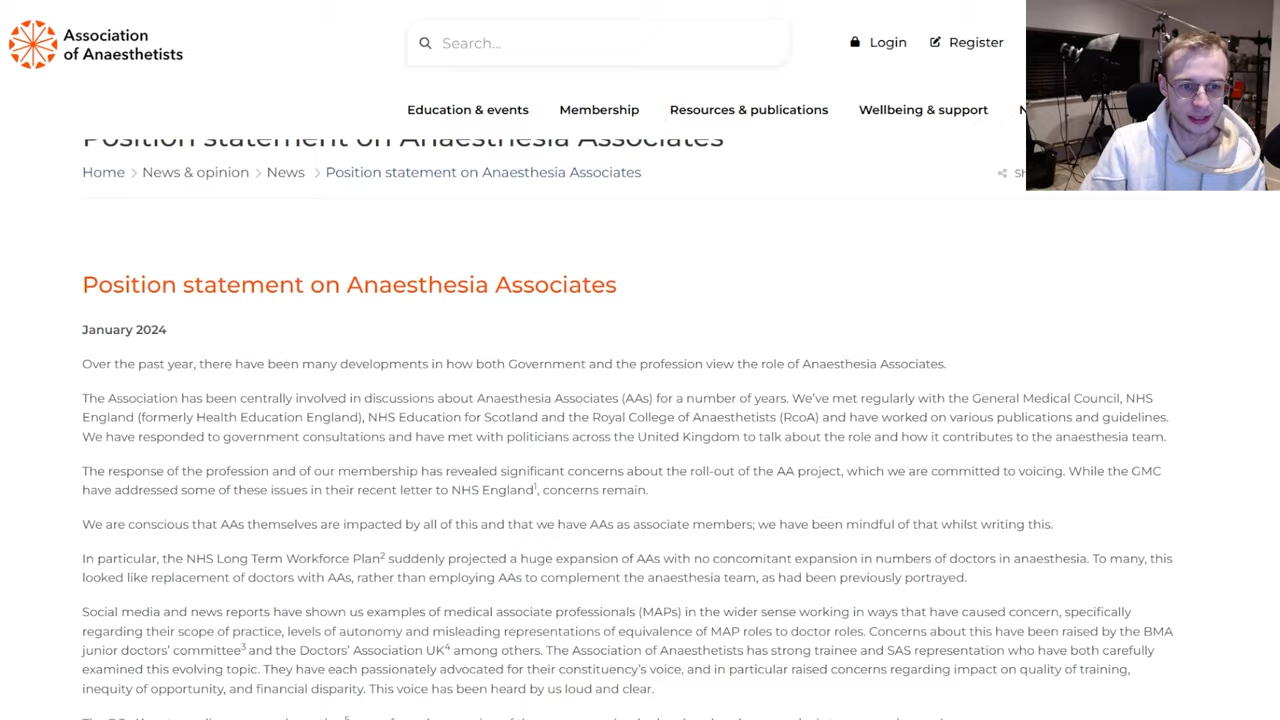 Association
of Anaesthetists
Search...
Login
Register
Education & events
Membership
Resources & publications
Wellbeing & support
Position statement on Anaesthesia Associates
Home > News & opinion > News > Position statement on Anaesthesia Associates
Position statement on Anaesthesia Associates
January 2024
Over the past year, there have been many developments in how both Government and the profession view the role of Anaesthesia Associates.
The Association has been centrally involved in discussions about Anaesthesia Associates (AAs) for a number of years. We've met regularly with the General Medical Council, NHS
England (formerly Health Education England), NHS Education for Scotland and the Royal College of Anaesthetists (RcoA) and have worked on various publications and guidelines.
We have responded to government consultations and have met with politicians across the United Kingdom to talk about the role and how it contributes to the anaesthesia team.
The response of the profession and of our membership has revealed significant concerns about the roll-out of the AA project, which we are committed to voicing. While the GMC
have addressed some of these issues in their recent letter to NHS England1, concerns remain.
We are conscious that AAs themselves are impacted by all of this and that we have AAs as associate members; we have been mindful of that whilst writing this.
In particular, the NHS Long Term Workforce Plan2 suddenly projected a huge expansion of AAs with no concomitant expansion in numbers of doctors in anaesthesia. To many, this
looked like replacement of doctors with AAs, rather than employing AAs to complement the anaesthesia team, as had been previously portrayed.
Social media and news reports have shown us examples of medical associate professionals (MAPs) in the wider sense working in ways that have caused concern, specifically
regarding their scope of practice, levels of autonomy and misleading representations of equivalence of MAP roles to doctor roles. Concerns about this have been raised by the BMA
junior doctors' committee3 and the Doctors' Association UK4 among others. The Association of Anaesthetists has strong trainee and SAS representation who have both carefully
examined this evolving topic. They have each passionately advocated for their constituency's voice, and in particular raised concerns regarding impact on quality of training,
inequity of opportunity, and financial disparity. This voice has been heard by us loud and clear.